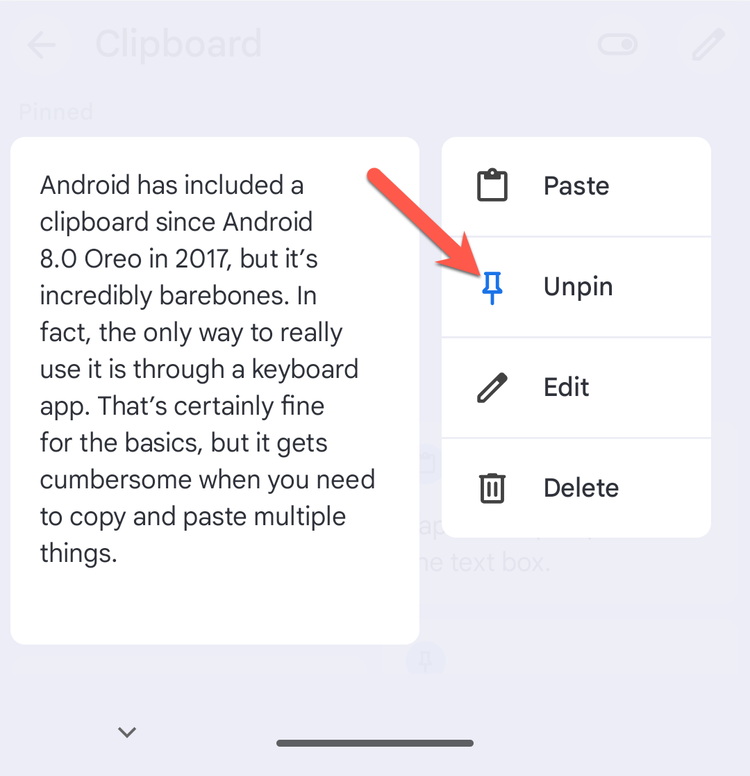 Clipboard
Pinned
Android has included a
clipboard since Android
8.0 Oreo in 2017, but it’s
incredibly barebones. In
fact, the only way to really
use it is through a keyboard
app. That’s certainly fine
for the basics, but it gets
cumbersome when you need
to copy and paste multiple
things.
Paste
Unpin
Edit
Delete
text box.